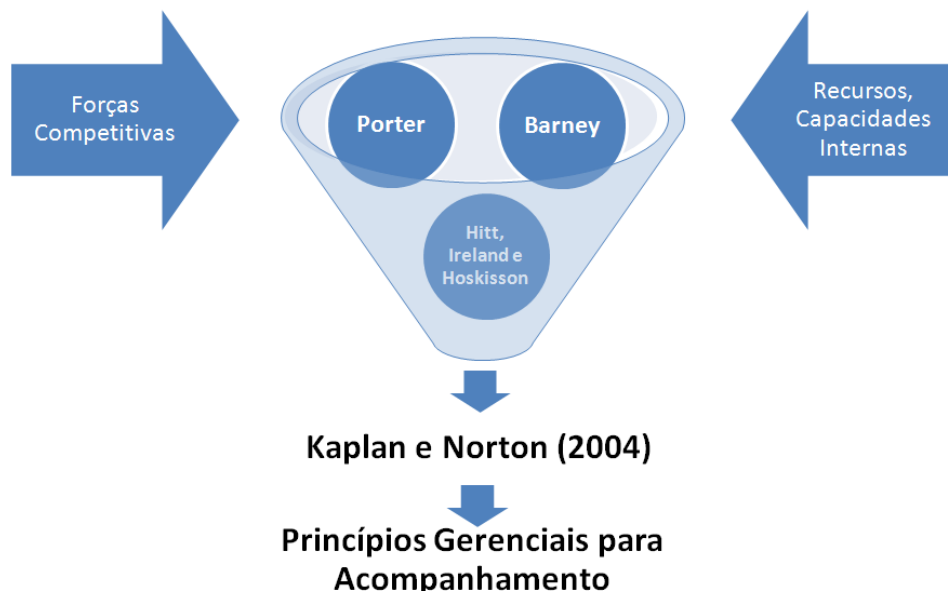 Forças
Competitivas
Porter
Barney
Recursos,
Capacidades
Internas
Hitt,
Ireland e
Hoskisson
Kaplan e Norton (2004)
Princípios Gerenciais para
Acompanhamento